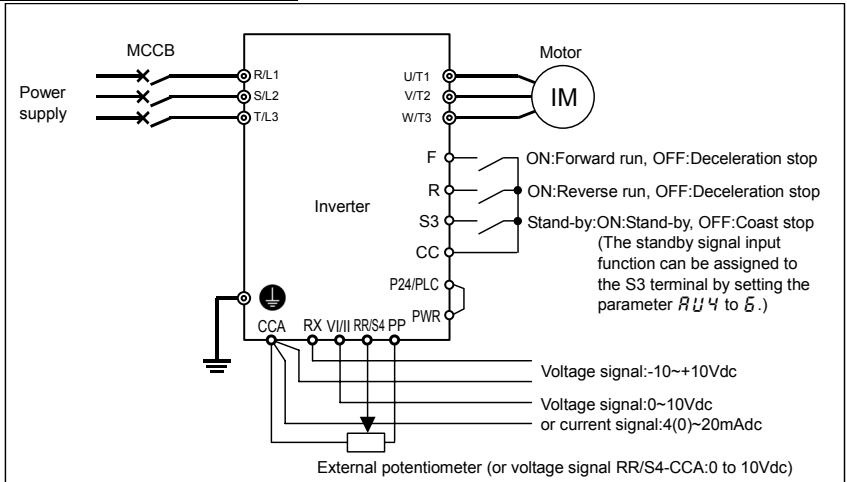 MCCB
Power
supply
R/L1
S/L2
T/L3
Inverter
U/T1
V/T2
W/T3
Motor
IM
F
ON:Forward run, OFF:Deceleration stop
R
ON:Reverse run, OFF:Deceleration stop
S3
Stand-by:ON:Stand-by, OFF:Coast stop
(The standby signal input
function can be assigned to
the S3 terminal by setting the
parameter AU4 to 6.)
CC
P24/PLC
PWR
CCA RX VI/II RR/S4 PP
Voltage signal:-10~+10Vdc
Voltage signal:0~10Vdc
or current signal:4(0)~20mAdc
External potentiometer (or voltage signal RR/S4-CCA:0 to 10Vdc)